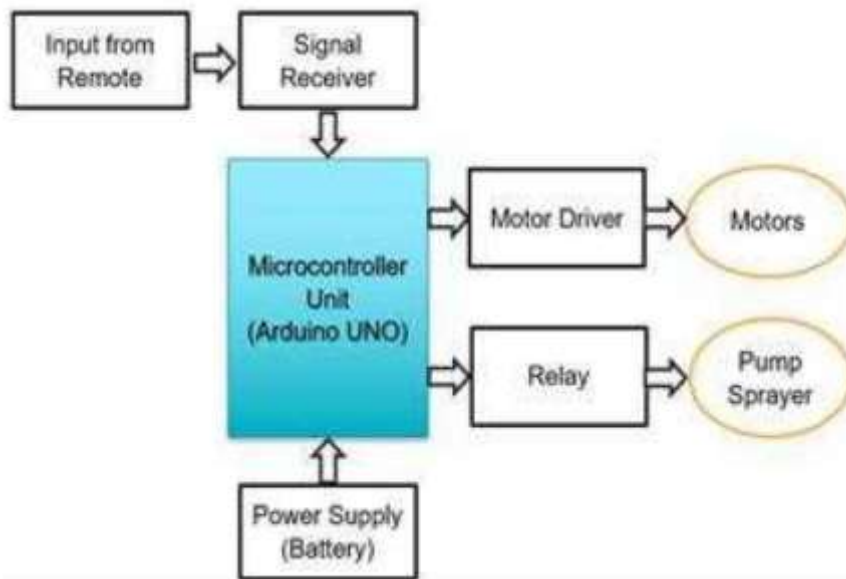 Input from
Remote
Signal
Receiver
Microcontroller
Unit
(Arduino UNO)
Motor Driver
Motors
Relay
Pump
Sprayer
Power Supply
(Battery)